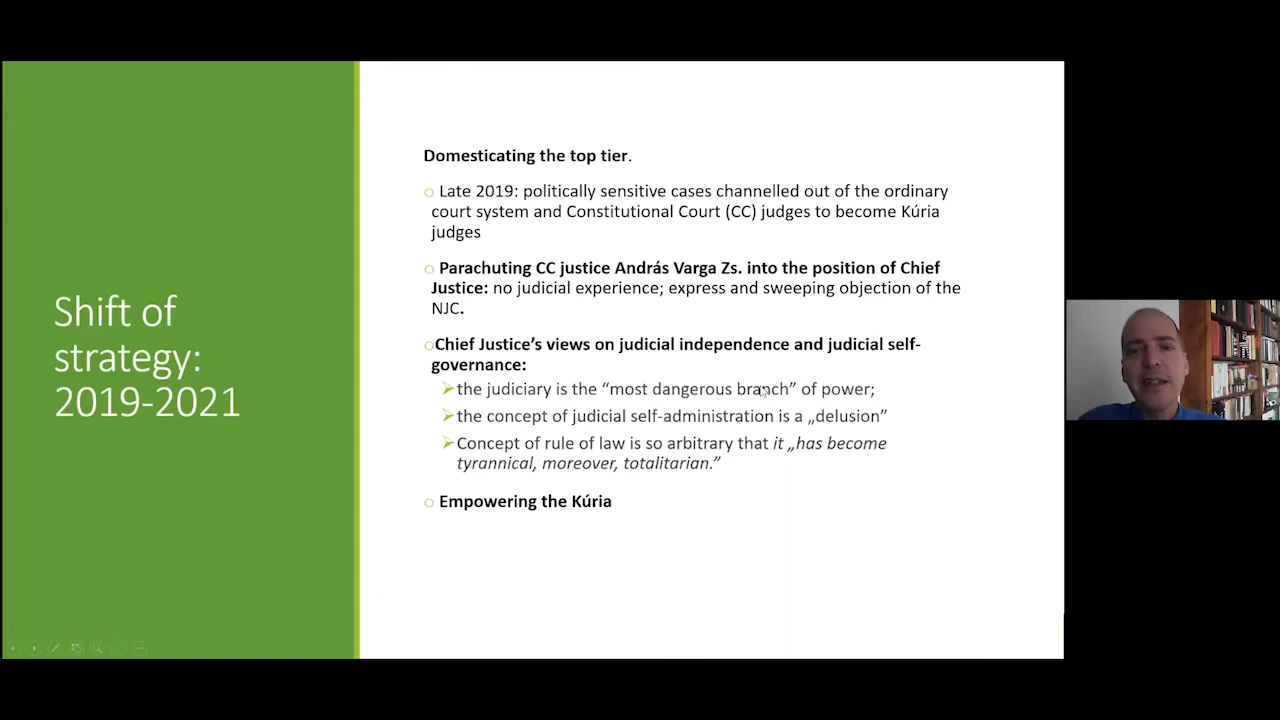 Shift of
strategy:
2019-2021
Domesticating the top tier.
Late 2019: politically sensitive cases channelled out of the ordinary
court system and Constitutional Court (CC) judges to become Kúria
judges
Parachuting CC justice András Varga Zs. into the position of Chief
Justice: no judicial experience; express and sweeping objection of the
NJC.
Chief Justice’s views on judicial independence and judicial self-
governance:
the judiciary is the “most dangerous branch” of power;
the concept of judicial self-administration is a „delusion”
Concept of rule of law is so arbitrary that it „has become
tyrannical, moreover, totalitarian.”
Empowering the Kúria